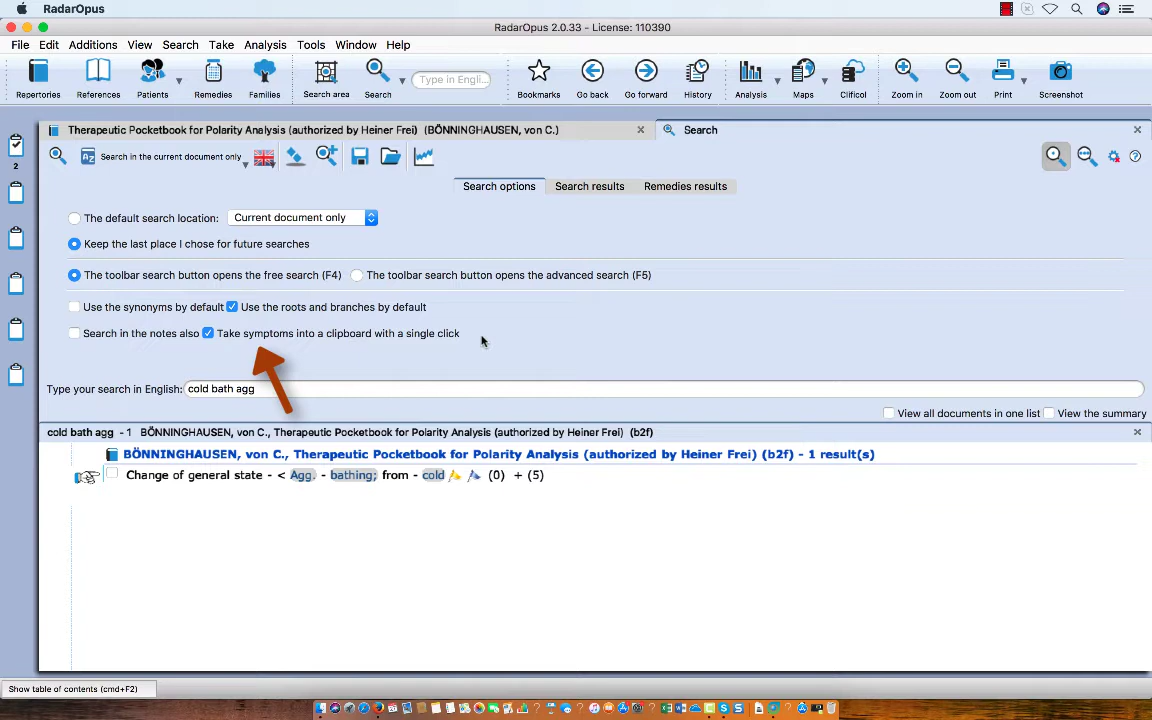 RadarOpus
RadarOpus 2.0.33 - License: 110390
File Edit Additions View Search Take Analysis Tools Window Help
Type in Engli...
Repertories References Patients Remedies Families Search area Search Bookmarks Go back Go forward History Analysis Maps Clificol Zoom in Zoom out Print Screenshot
Therapeutic Pocketbook for Polarity Analysis (authorized by Heiner Frei) (BÖNNINGHAUSEN, von C.) Search
Search in the current document only
2
Search options Search results Remedies results
The default search location: Current document only
Keep the last place I chose for future searches
The toolbar search button opens the free search (F4) The toolbar search button opens the advanced search (F5)
Use the synonyms by default Use the roots and branches by default
Search in the notes also Take symptoms into a clipboard with a single click
Type your search in English: cold bath agg
View all documents in one list View the summary
cold bath agg - 1 BÖNNINGHAUSEN, von C., Therapeutic Pocketbook for Polarity Analysis (authorized by Heiner Frei) (b2f)
BÖNNINGHAUSEN, von C., Therapeutic Pocketbook for Polarity Analysis (authorized by Heiner Frei) (b2f) - 1 result(s)
Change of general state - < Agg. - bathing; from - cold (0) + (5)
Show table of contents (cmd+F2)